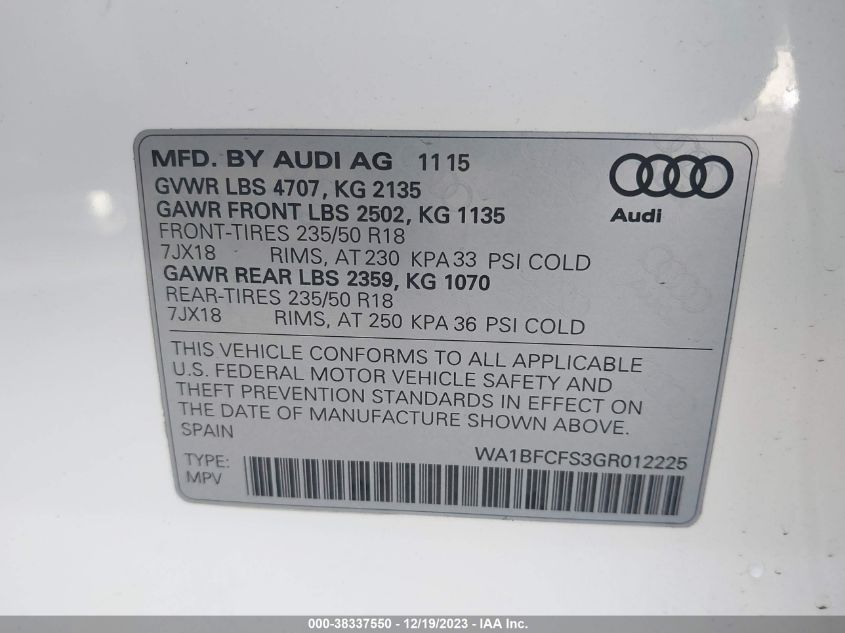 MFD. BY AUDI AG 11 15
GVWR LBS 4707, KG 2135
GAWR FRONT LBS 2502, KG 1135
FRONT-TIRES 235/50 R18
7JX18 RIMS, AT 230 KPA 33 PSI COLD
GAWR REAR LBS 2359, KG 1070
REAR-TIRES 235/50 R18
7JX18 RIMS, AT 250 KPA 36 PSI COLD
Audi
THIS VEHICLE CONFORMS TO ALL APPLICABLE
U.S. FEDERAL MOTOR VEHICLE SAFETY AND
THEFT PREVENTION STANDARDS IN EFFECT ON
THE DATE OF MANUFACTURE SHOWN ABOVE.
SPAIN
WA1BFCFS3GR012225
TYPE:
MPV
000-38337550 - 12/19/2023 - IAA Inc.